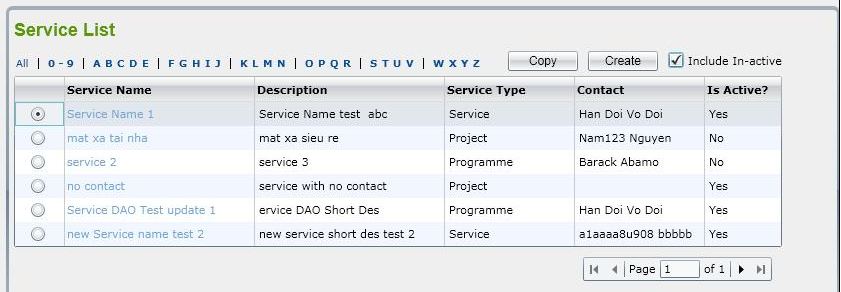 Service List
All | 0 - 9 | A B C D E | F G H I J | K L M N | O P Q R | S T U V | W X Y Z Copy Create Include In-active
Service Name Description Service Type Contact Is Active?
Service Name 1 Service Name test abc Service Han Doi Vo Doi Yes
mat xa tai nha mat xa sieu re Project Nam123 Nguyen No
service 2 service 3 Programme Barack Abamo No
no contact service with no contact Project Yes
Service DAO Test update 1 ervice DAO Short Des Programme Han Doi Vo Doi Yes
new Service name test 2 new service short des test 2 Service a1aaaa8u908 bbbbb Yes
Page 1 of 1